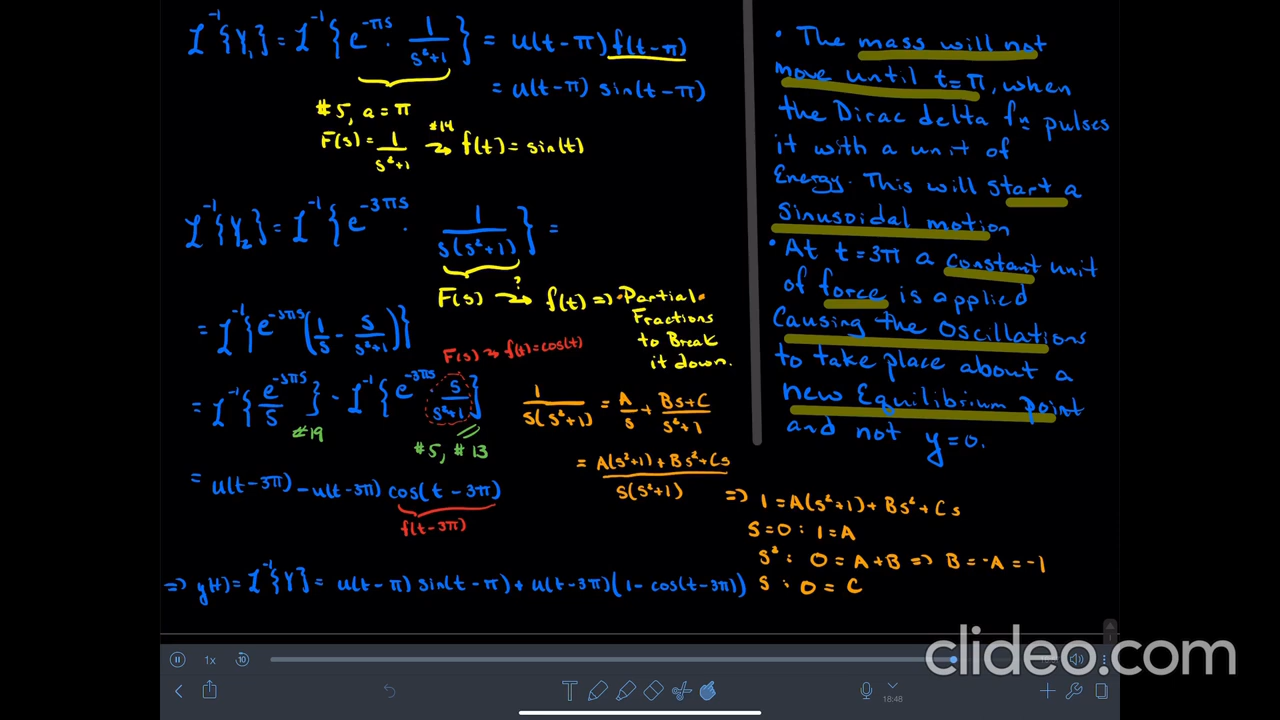 ℒ⁻¹{Y₁} = ℒ⁻¹{e^(-πs) · 1/(s²+1)} = u(t-π) f(t-π)
= u(t-π) sin(t-π)
#5, a = π
F(s) = 1/(s²+1) #14 ⇝ f(t) = sin(t)
ℒ⁻¹{Y₂} = ℒ⁻¹{e^(-3πs) · 1/(s(s²+1))} =
F(s) ⇝? f(t) => • Partial •
Fractions
to Break
it down.
= ℒ⁻¹{e^(-3πs) (1/s - s/(s²+1))}
F(s) ⇝ f(t) = cos(t)
= ℒ⁻¹{e^(-3πs)/s} - ℒ⁻¹{e^(-3πs) · s/(s²+1)}
#19
#5, #13
= u(t-3π) - u(t-3π) cos(t-3π)
f(t-3π)
1/(s(s²+1)) = A/s + (Bs+C)/(s²+1)
= (A(s²+1) + Bs² + Cs)/(s(s²+1))
=> 1 = A(s²+1) + Bs² + Cs
s=0 : 1 = A
s² : 0 = A+B => B = -A = -1
s : 0 = C
=> y(t) = ℒ⁻¹{Y} = u(t-π) sin(t-π) + u(t-3π)(1 - cos(t-3π))
• The mass will not
move until t=π, when
the Dirac delta fn pulses
it with a unit of
Energy. This will start a
sinusoidal motion
• At t=3π a constant unit
of force is applied
Causing the Oscillations
to take place about a
new Equilibrium point
and not y=0.
1x
10
T
18:48
clideo.com